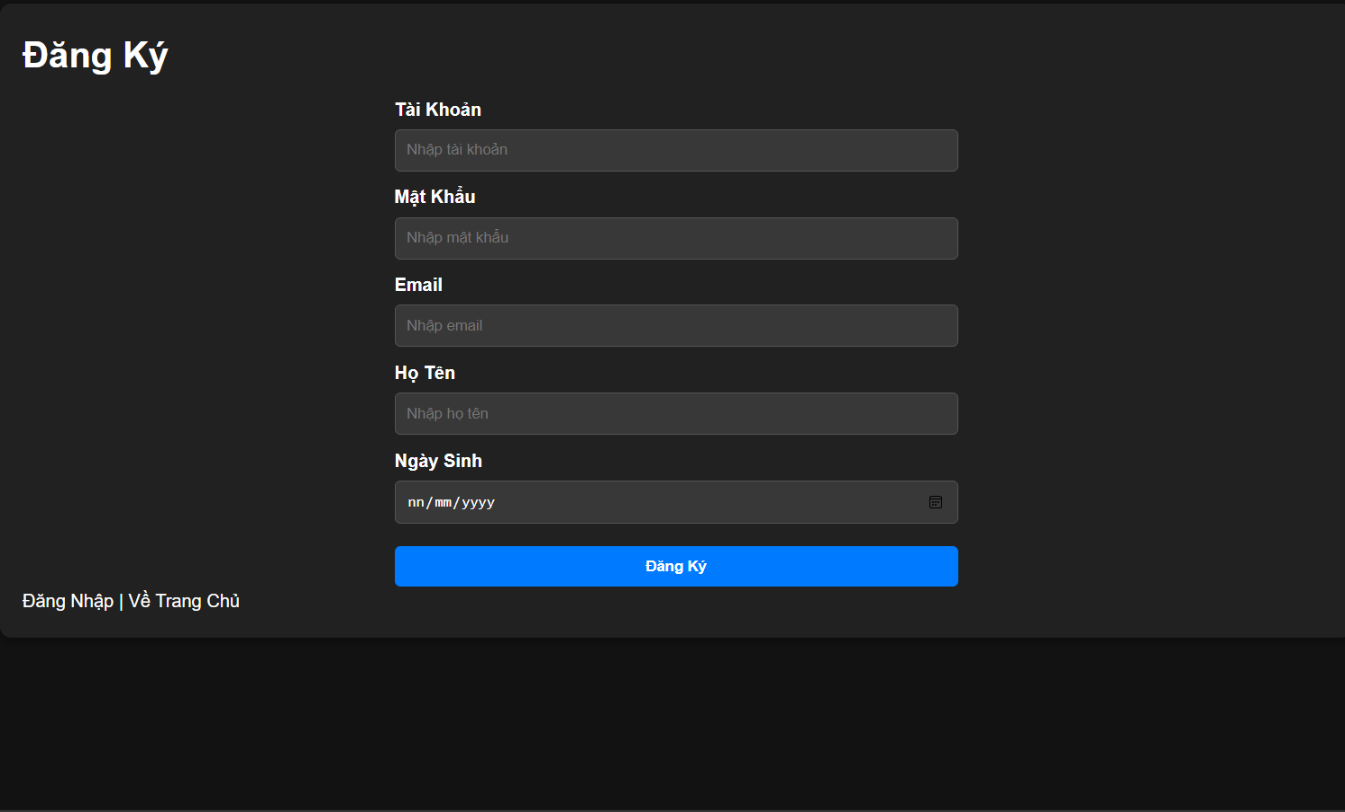 Đăng Ký
Tài Khoản
Nhập tài khoản
Mật Khẩu
Nhập mật khẩu
Email
Nhập email
Họ Tên
Nhập họ tên
Ngày Sinh
nn/mm/yyyy
Đăng Ký
Đăng Nhập | Về Trang Chủ